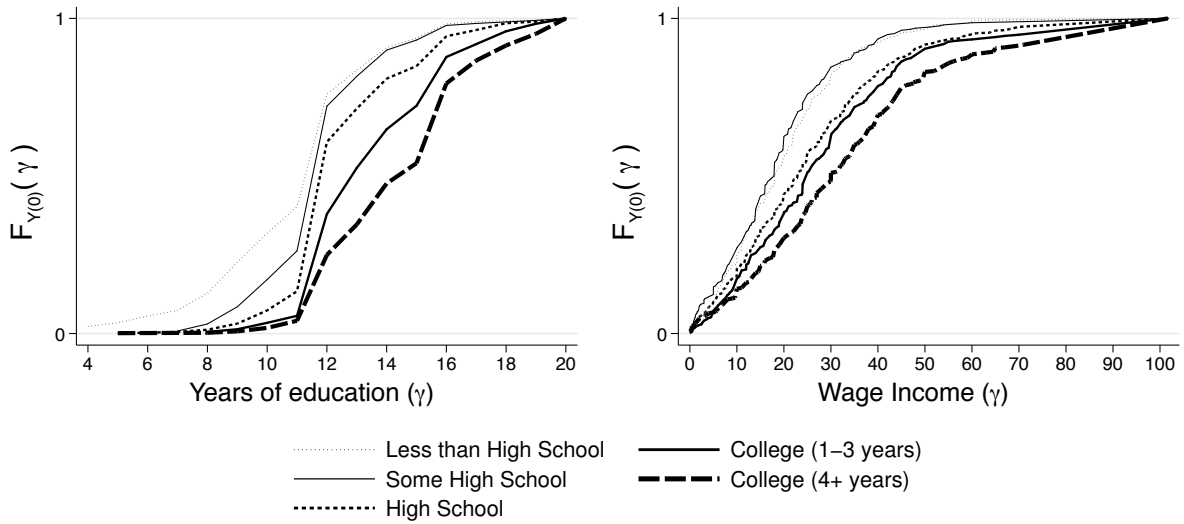 1
F_Y(0)( γ )
0
4 6 8 10 12 14 16 18 20
Years of education (γ)
1
F_Y(0)( γ )
0
0 10 20 30 40 50 60 70 80 90 100
Wage Income (γ)
Less than High School
Some High School
High School
College (1−3 years)
College (4+ years)